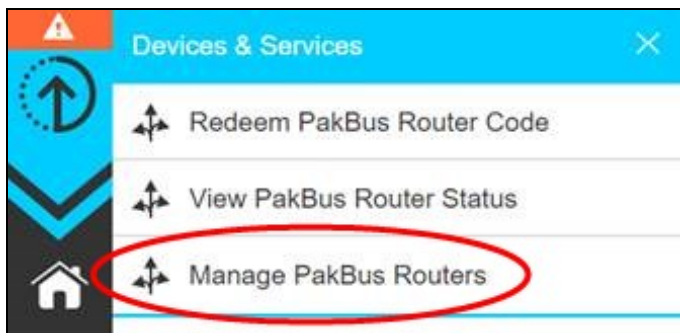 Devices & Services
Redeem PakBus Router Code
View PakBus Router Status
Manage PakBus Routers